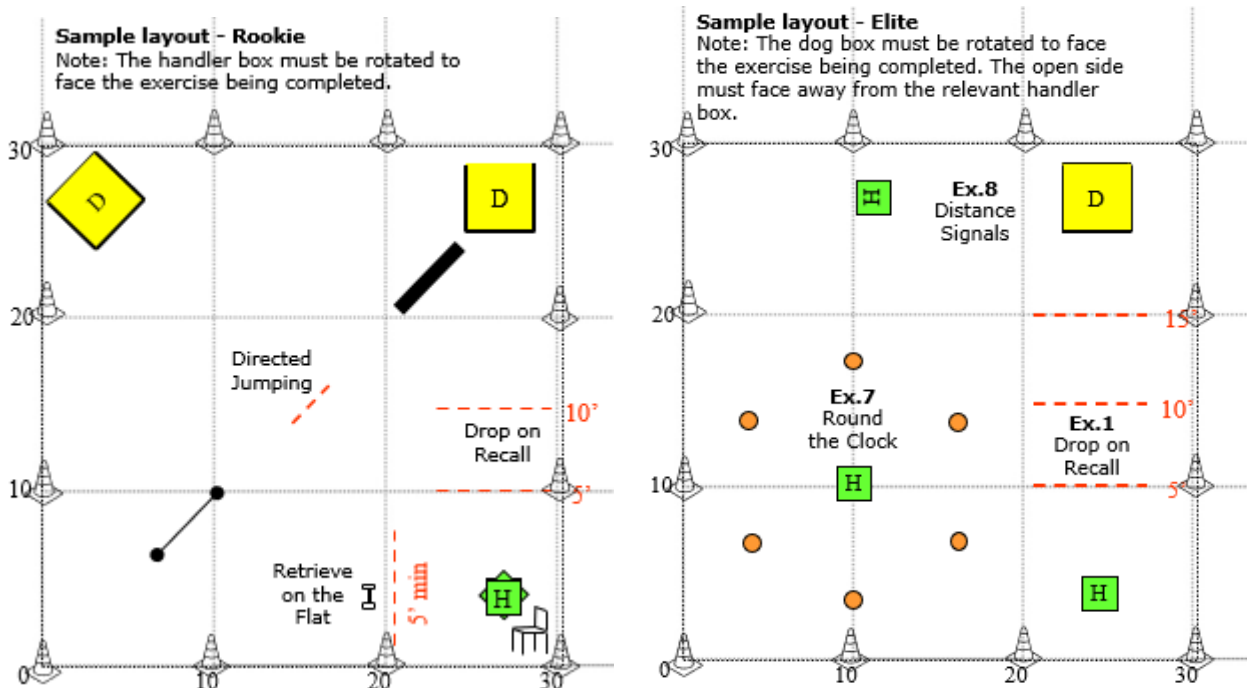 Sample layout - Rookie
Note: The handler box must be rotated to
face the exercise being completed.
30
D
D
20
Directed
Jumping
10’
Drop on
Recall
10
5’
Retrieve
on the
Flat
5’ min
H
0
10
20
30
Sample layout - Elite
Note: The dog box must be rotated to face
the exercise being completed. The open side
must face away from the relevant handler
box.
30
H
Ex.8
Distance
Signals
D
20
15’
Ex.7
Round
the Clock
10’
Ex.1
Drop on
Recall
10
H
5’
H
0
10
20
30